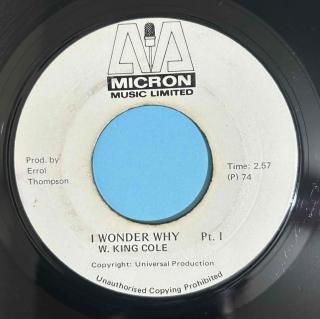 MICRON
MUSIC LIMITED
Prod. by
Errol
Thompson
Time: 2.57
(P) 74
I WONDER WHY Pt. I
W. KING COLE
Copyright: Universal Production
Unauthorised Copying Prohibited